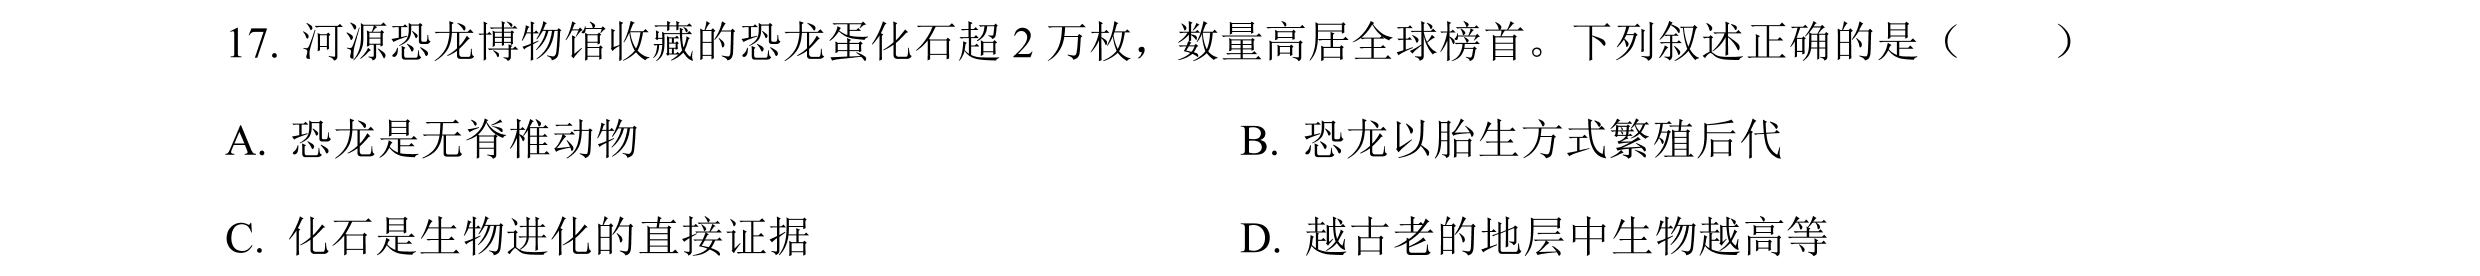 17. 河源恐龙博物馆收藏的恐龙蛋化石超 2 万枚，数量高居全球榜首。下列叙述正确的是（　　）
A. 恐龙是无脊椎动物　　B. 恐龙以胎生方式繁殖后代
C. 化石是生物进化的直接证据　　D. 越古老的地层中生物越高等